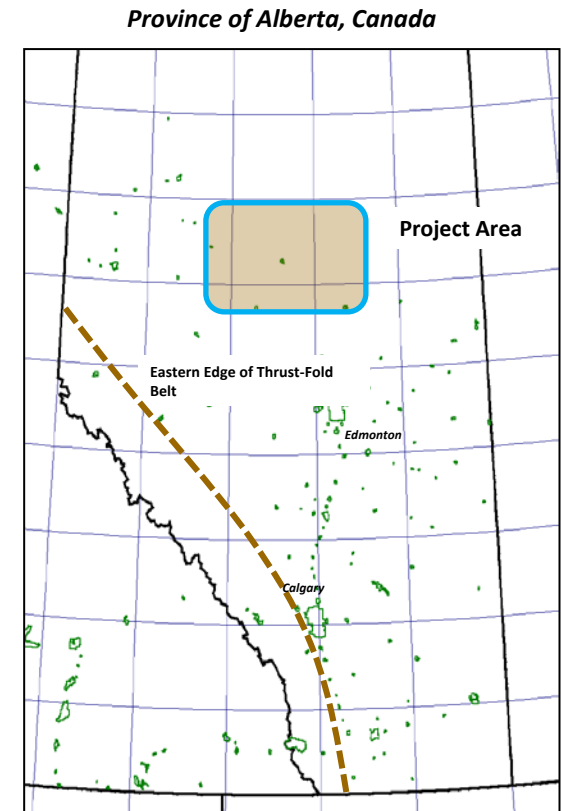 Province of Alberta, Canada
Project Area
Eastern Edge of Thrust-Fold
Belt
Edmonton
Calgary